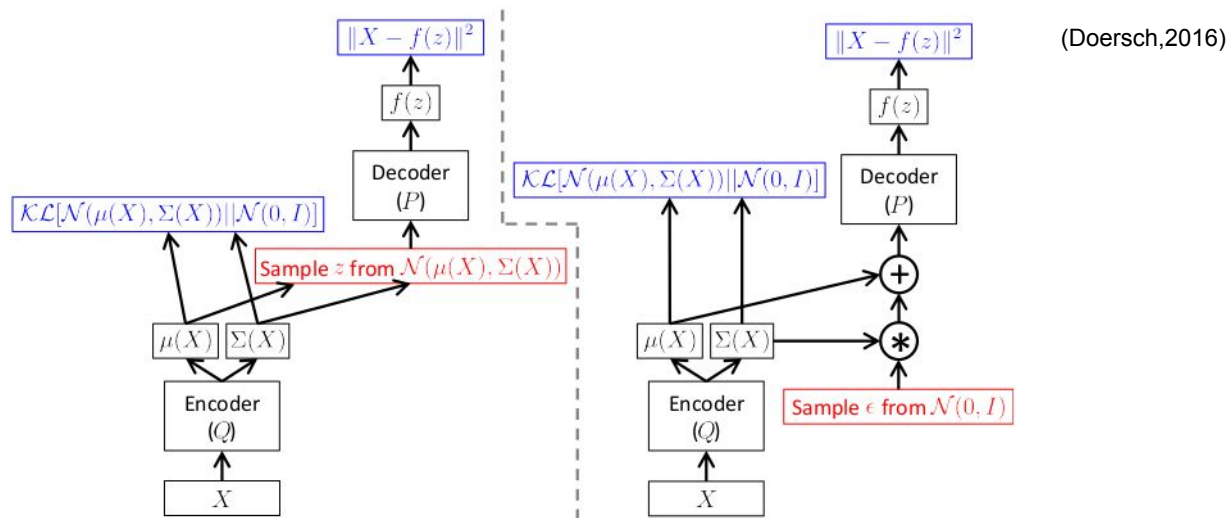 ‖X − f(z)‖²
f(z)
Decoder
(P)
𝒦ℒ[𝒩(μ(X), Σ(X))||𝒩(0, I)]
Sample z from 𝒩(μ(X), Σ(X))
μ(X)
Σ(X)
Encoder
(Q)
X
‖X − f(z)‖²
f(z)
Decoder
(P)
𝒦ℒ[𝒩(μ(X), Σ(X))||𝒩(0, I)]
+
μ(X)
Σ(X)
*
Sample ϵ from 𝒩(0, I)
Encoder
(Q)
X
(Doersch,2016)